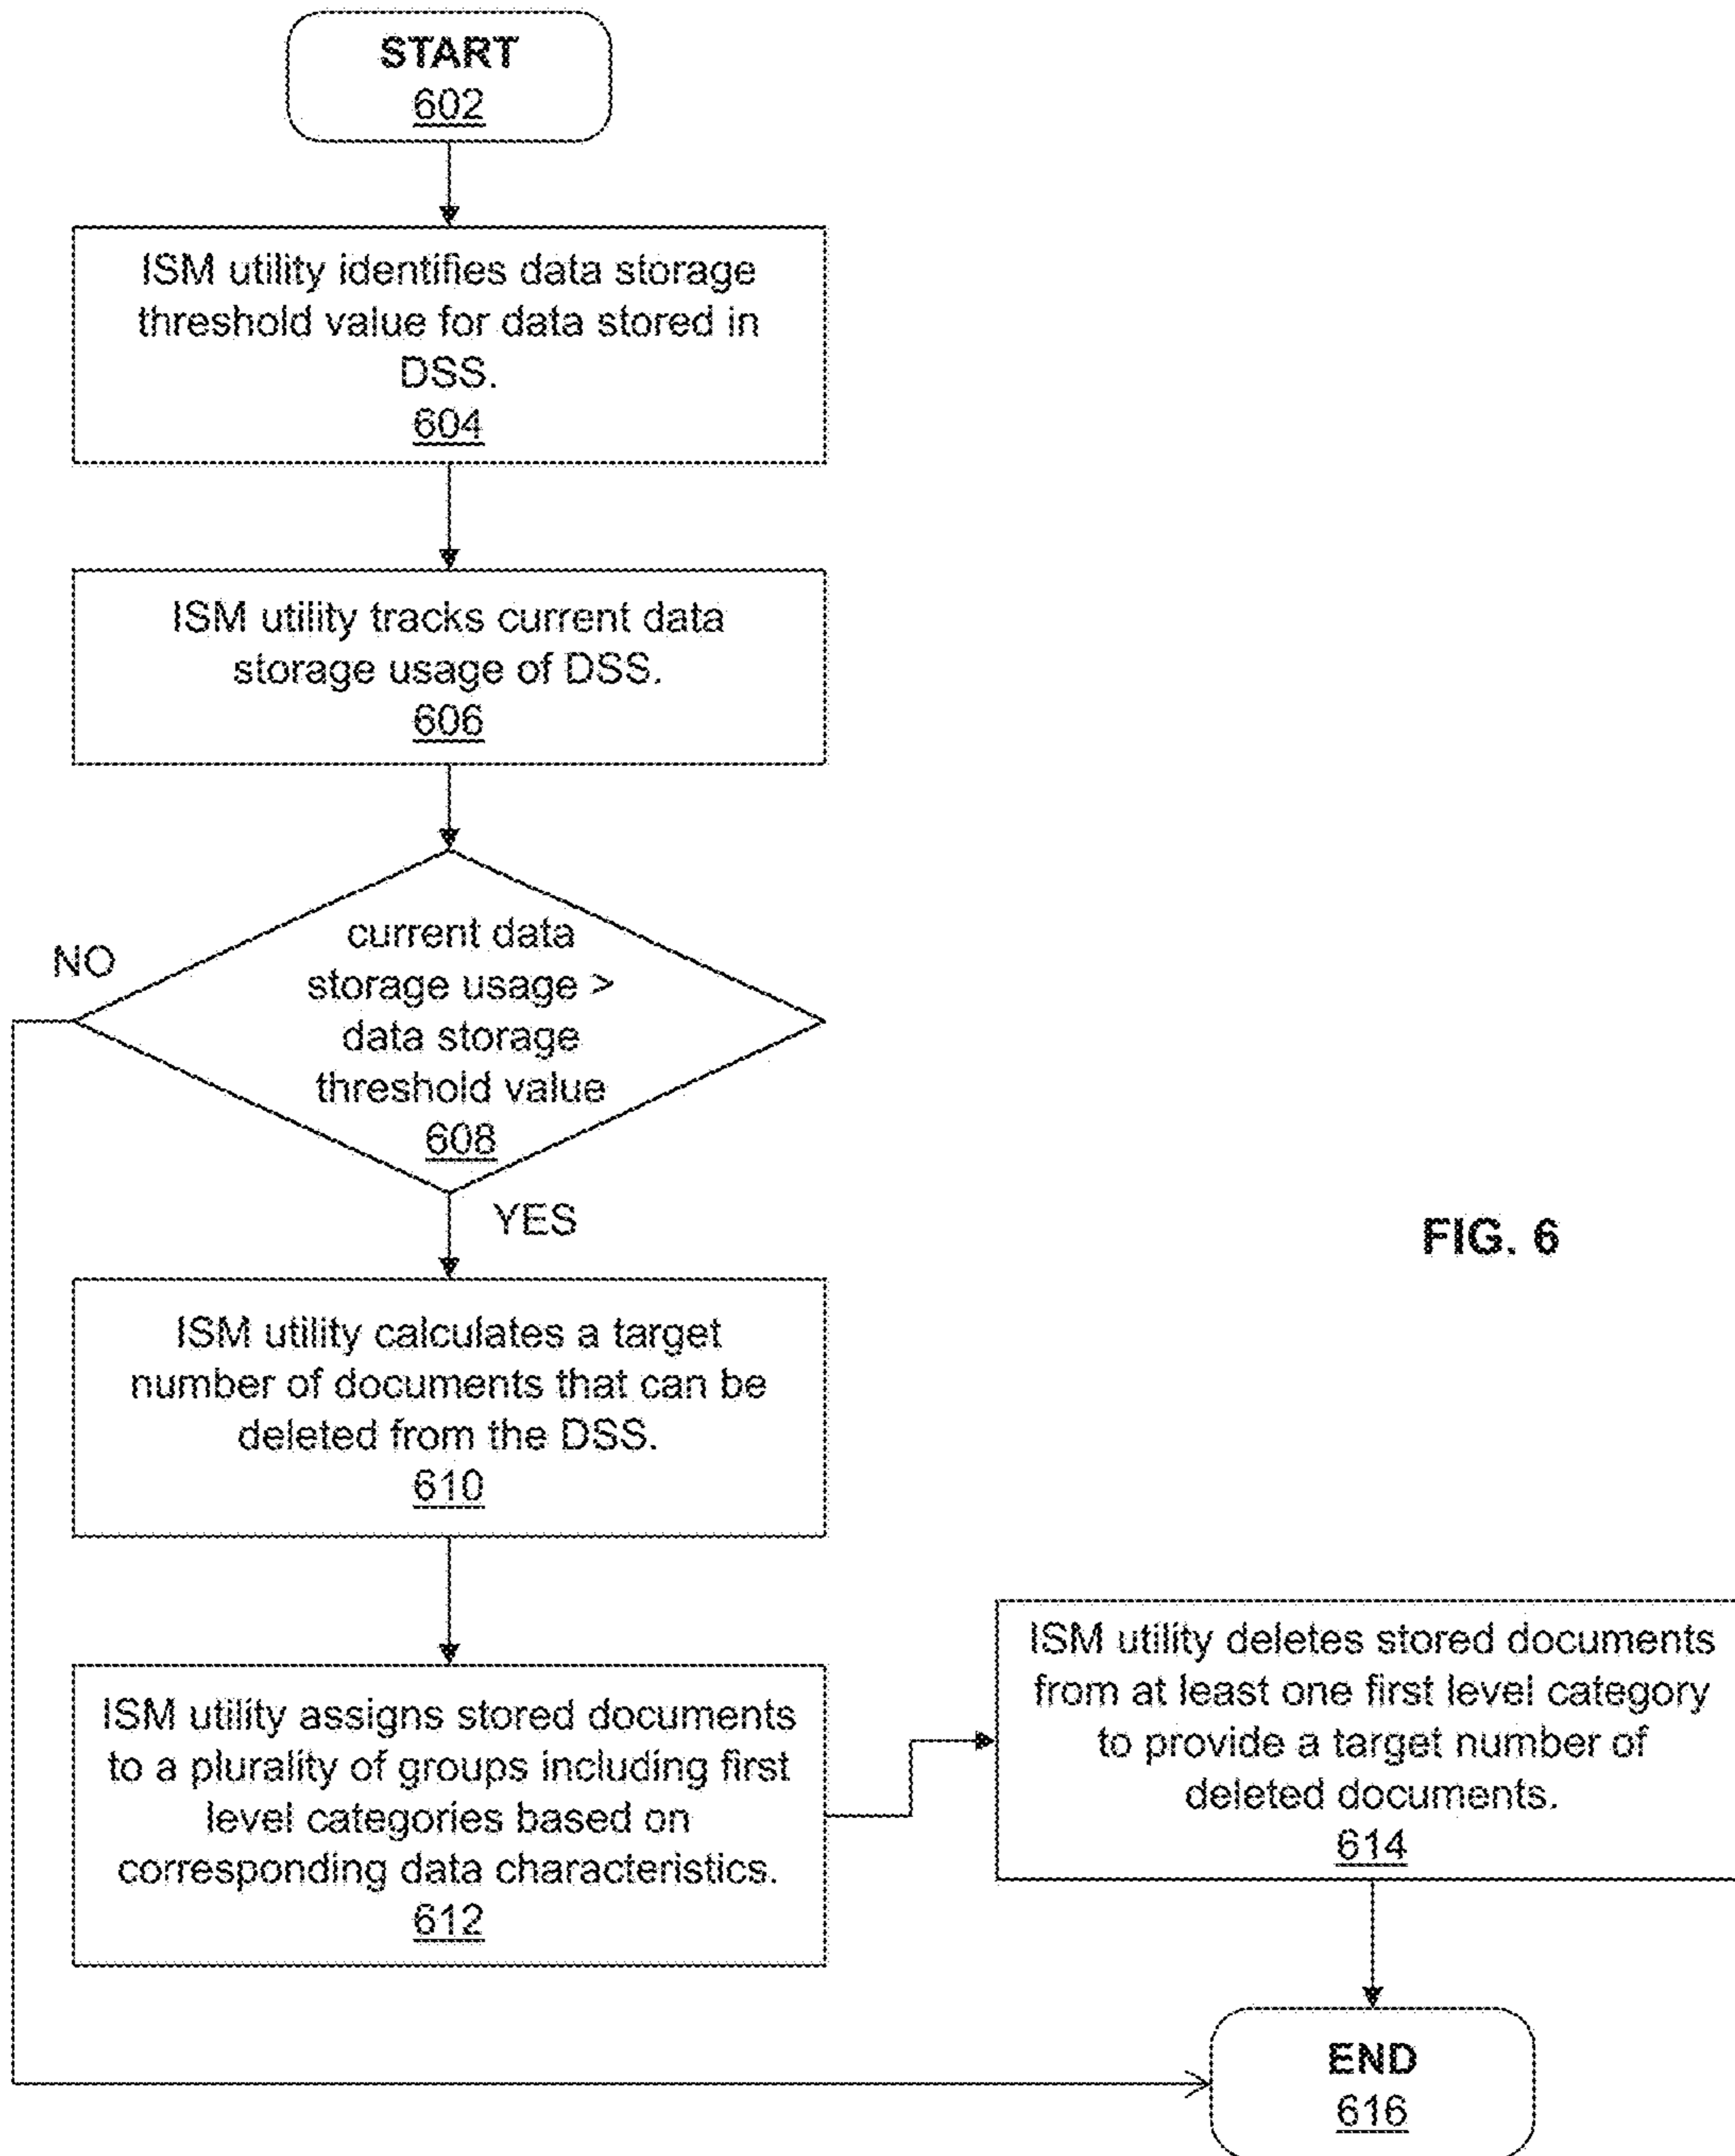 START
602
ISM utility identifies data storage
threshold value for data stored in
DSS.
604
ISM utility tracks current data
storage usage of DSS.
606
current data
storage usage >
data storage
threshold value
608
NO
YES
ISM utility calculates a target
number of documents that can be
deleted from the DSS.
610
ISM utility assigns stored documents
to a plurality of groups including first
level categories based on
corresponding data characteristics.
612
ISM utility deletes stored documents
from at least one first level category
to provide a target number of
deleted documents.
614
END
616
FIG. 6